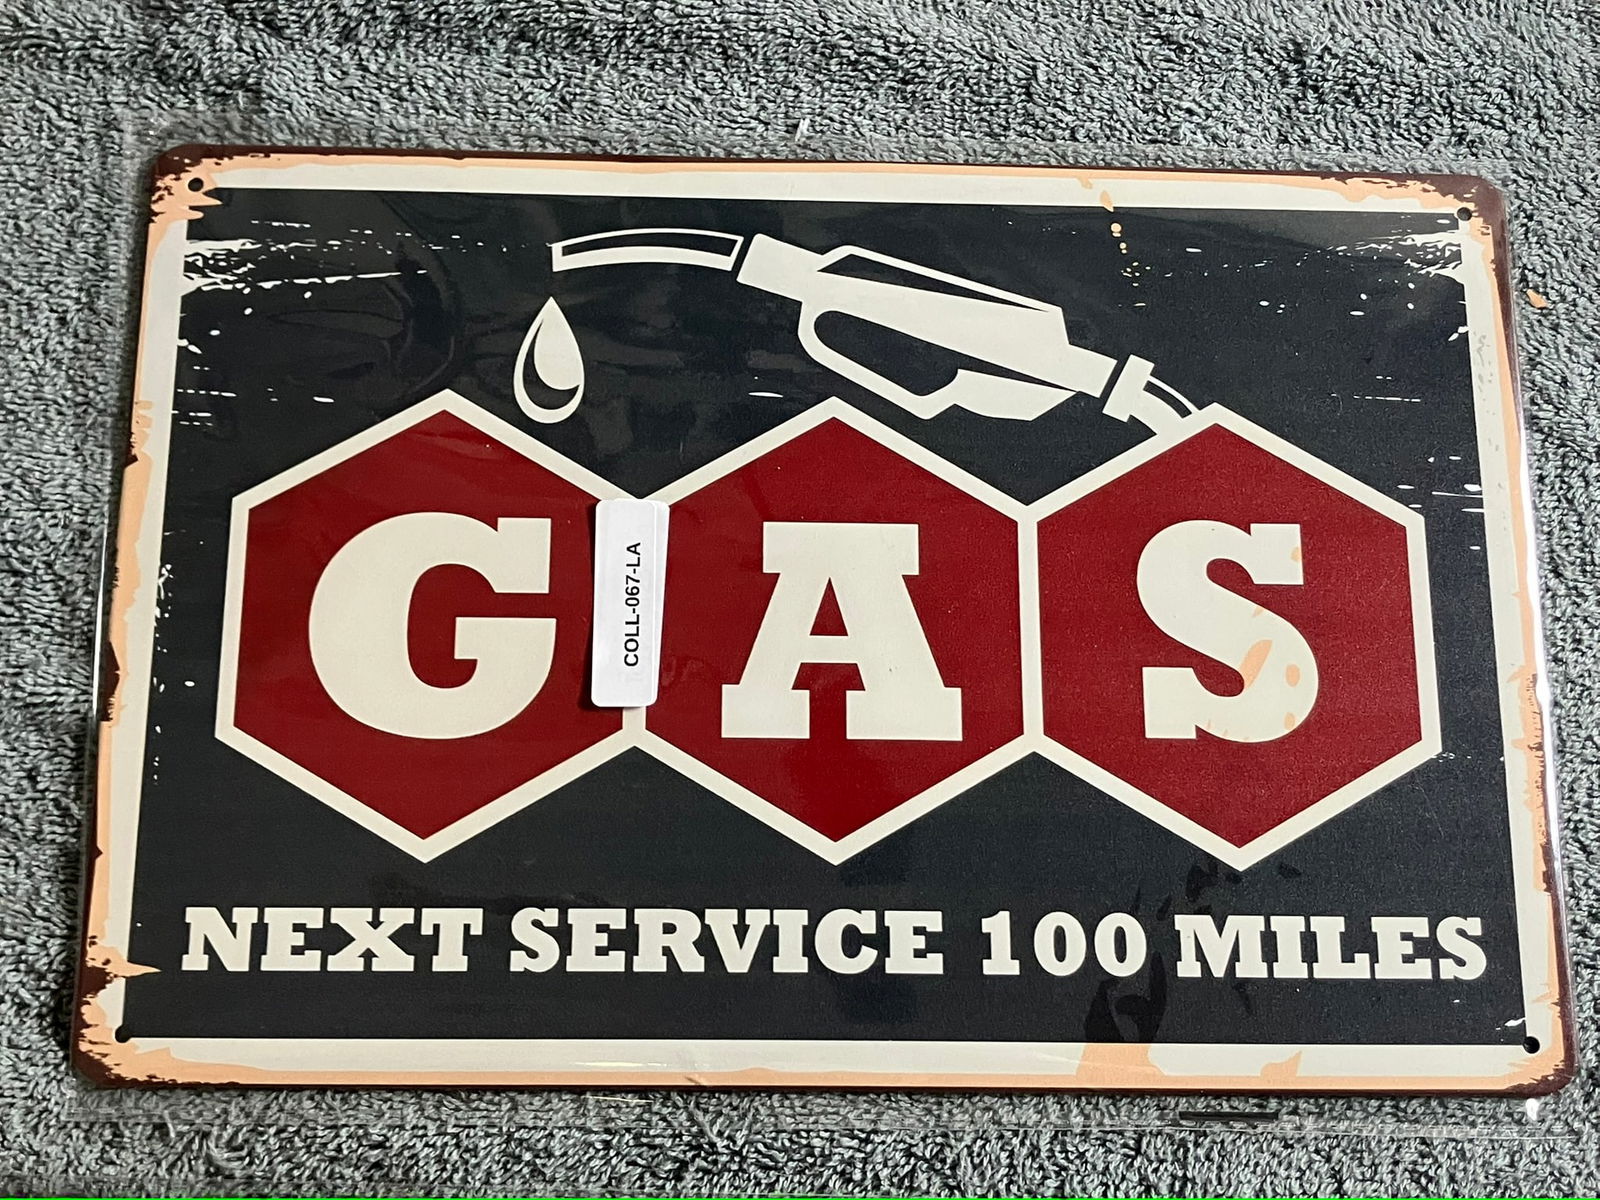 GAS
COLL-067-LA
NEXT SERVICE 100 MILES